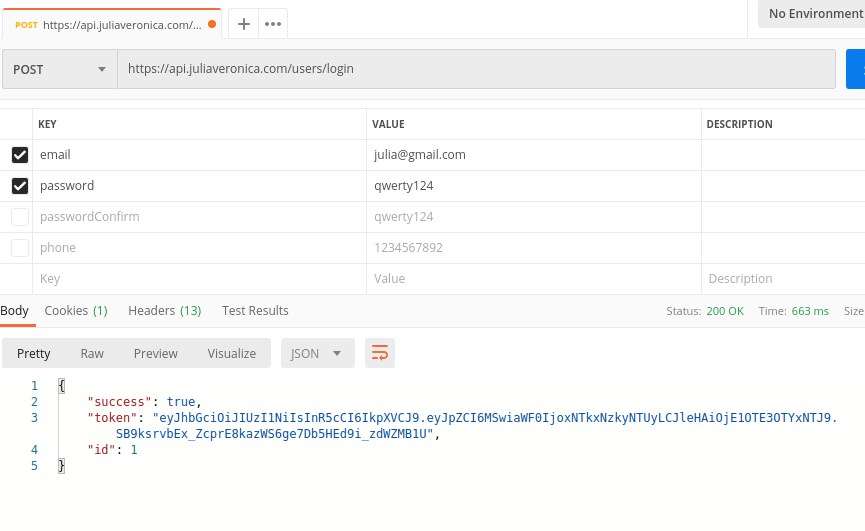 POST https://api.juliaveronica.com/... No Environment
POST https://api.juliaveronica.com/users/login
KEY VALUE DESCRIPTION
email julia@gmail.com
password qwerty124
passwordConfirm qwerty124
phone 1234567892
Key Value Description
Body Cookies (1) Headers (13) Test Results Status: 200 OK Time: 663 ms Size
Pretty Raw Preview Visualize JSON
1 {
2 "success": true,
3 "token": "eyJhbGciOiJIUzI1NiIsInR5cCI6IkpXVCJ9.eyJpZCI6MSwiaWF0IjoxNTkxNzkyNTUyLCJleHAiOjE1OTE3OTYxNTJ9.
SB9ksrvbEx_ZcprE8kazWS6ge7Db5HEd9i_zdWZMB1U",
4 "id": 1
5 }